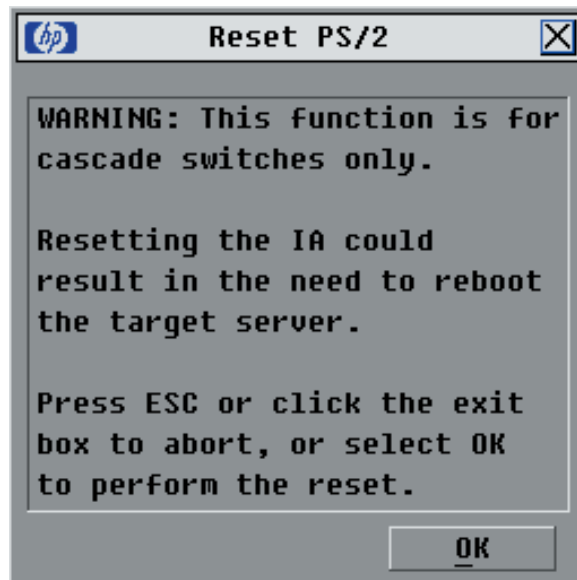 hp
Reset PS/2
WARNING: This function is for
cascade switches only.
Resetting the IA could
result in the need to reboot
the target server.
Press ESC or click the exit
box to abort, or select OK
to perform the reset.
OK